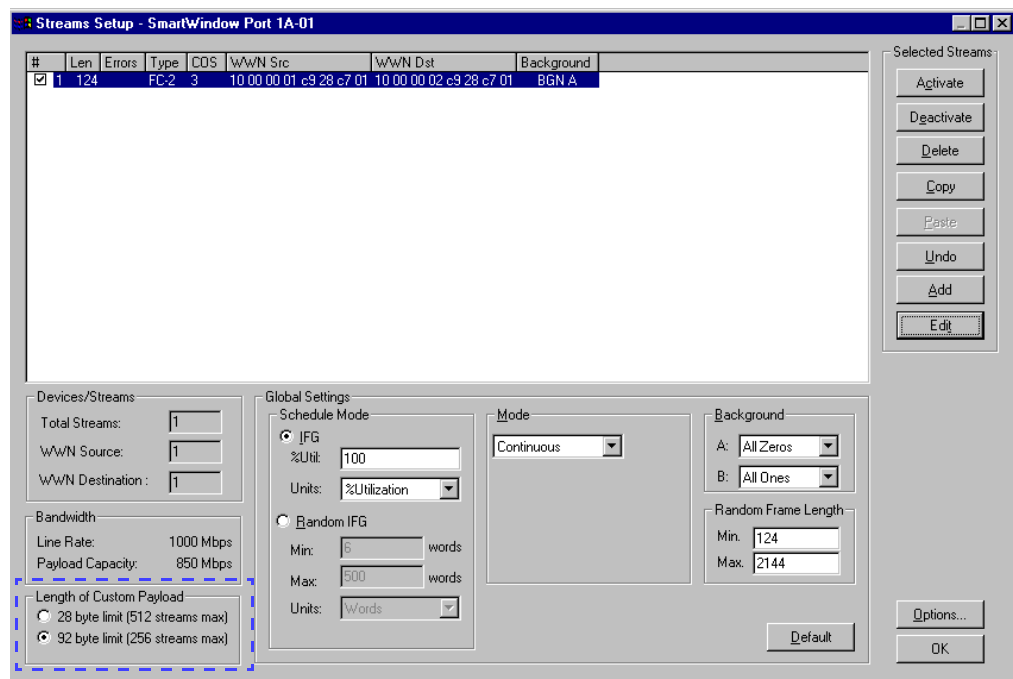 Streams Setup - SmartWindow Port 1A-01
# Len Errors Type COS WWN Src WWN Dst Background
1 124 FC-2 3 10 00 00 01 c9 28 c7 01 10 00 00 02 c9 28 c7 01 BGN A
Selected Streams
Activate
Deactivate
Delete
Copy
Paste
Undo
Add
Edit
Devices/Streams
Total Streams: 1
WWN Source: 1
WWN Destination : 1
Bandwidth
Line Rate: 1000 Mbps
Payload Capacity: 850 Mbps
Length of Custom Payload
28 byte limit (512 streams max)
92 byte limit (256 streams max)
Global Settings
Schedule Mode
IFG
%Util: 100
Units: %Utilization
Random IFG
Min: 6 words
Max: 500 words
Units: Words
Mode
Continuous
Background
A: All Zeros
B: All Ones
Random Frame Length
Min. 124
Max. 2144
Default
Options...
OK